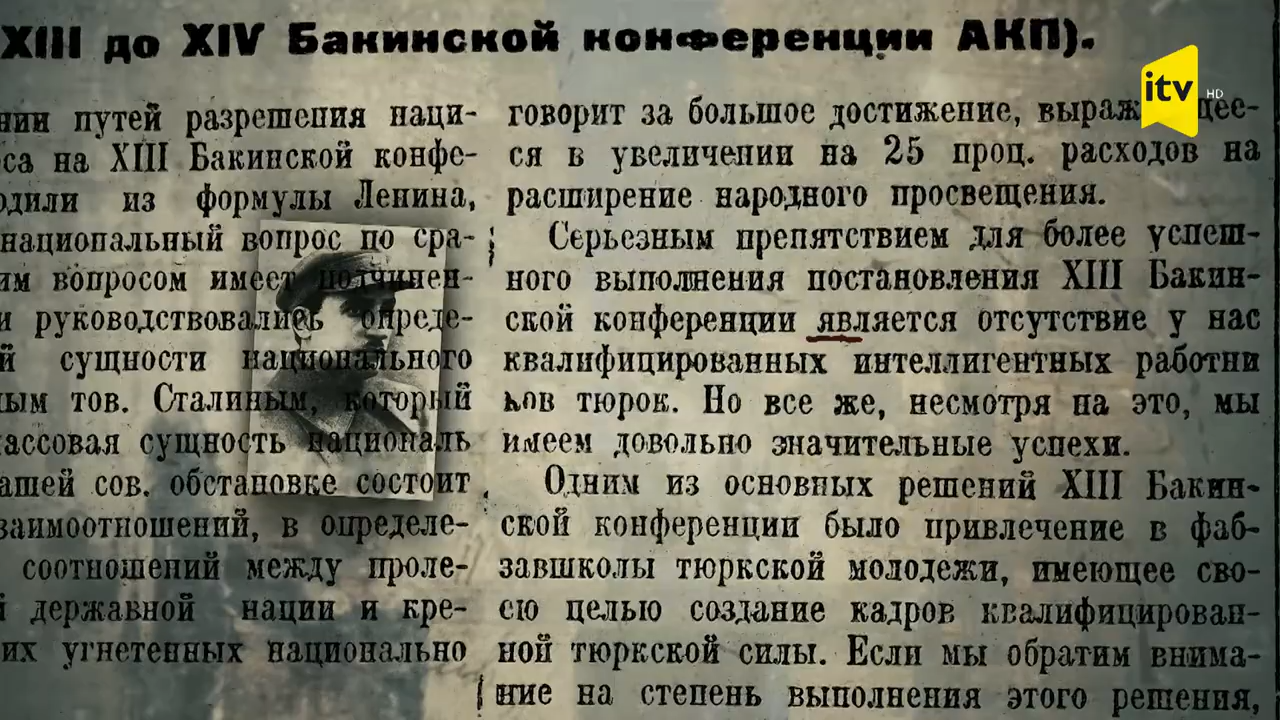 XIII до XIV Бакинской конференции АКП).
нии путей разрешения наци-
са на XIII Бакинской конфе-
дили из формулы Ленина,
национальный вопрос по сра-
им вопросом имеет подчинен-
и руководствовались опреде-
й сущности национального
ым тов. Сталиным, который
ассовая сущность националь
ашей сов. обстановке состоит
заимоотношений, в определе-
соотношений между проле-
й державной нации и кре-
их угнетенных национально
говорит за большое достижение,
ся в увеличении на 25 проц. расходов на
расширение народного просвещения.
Серьезным препятствием для более успеш-
ного выполнения постановления XIII Бакин-
ской конференции является отсутствие у нас
квалифицированных интеллигентных работни
ков тюрок. Но все же, несмотря на это, мы
имеем довольно значительные успехи.
Одним из основных решений XIII Бакин-
ской конференции было привлечение в фаб-
завшколы тюркской молодежи, имеющее сво-
ею целью создание кадров квалифицирован-
ной тюркской силы. Если мы обратим внима-
ние на степень выполнения этого решения,
itv HD